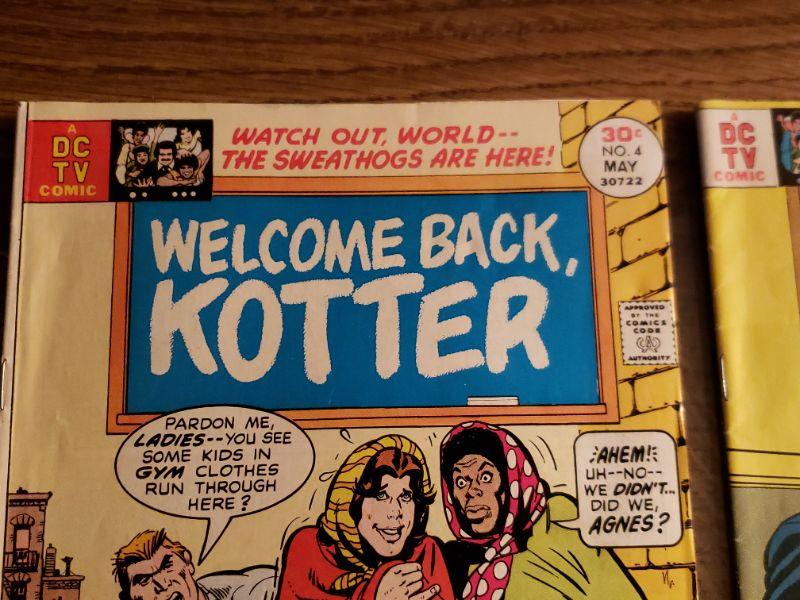 A
DC
TV
COMIC
WATCH OUT, WORLD--
THE SWEATHOGS ARE HERE!
30¢
NO. 4
MAY
30722
WELCOME BACK,
KOTTER
APPROVED
BY THE
COMICS
CODE
CA
AUTHORITY
PARDON ME,
LADIES--YOU SEE
SOME KIDS IN
GYM CLOTHES
RUN THROUGH
HERE?
:AHEM!:
UH--NO--
WE DIDN'T...
DID WE,
AGNES?
A
DC
TV
COMIC